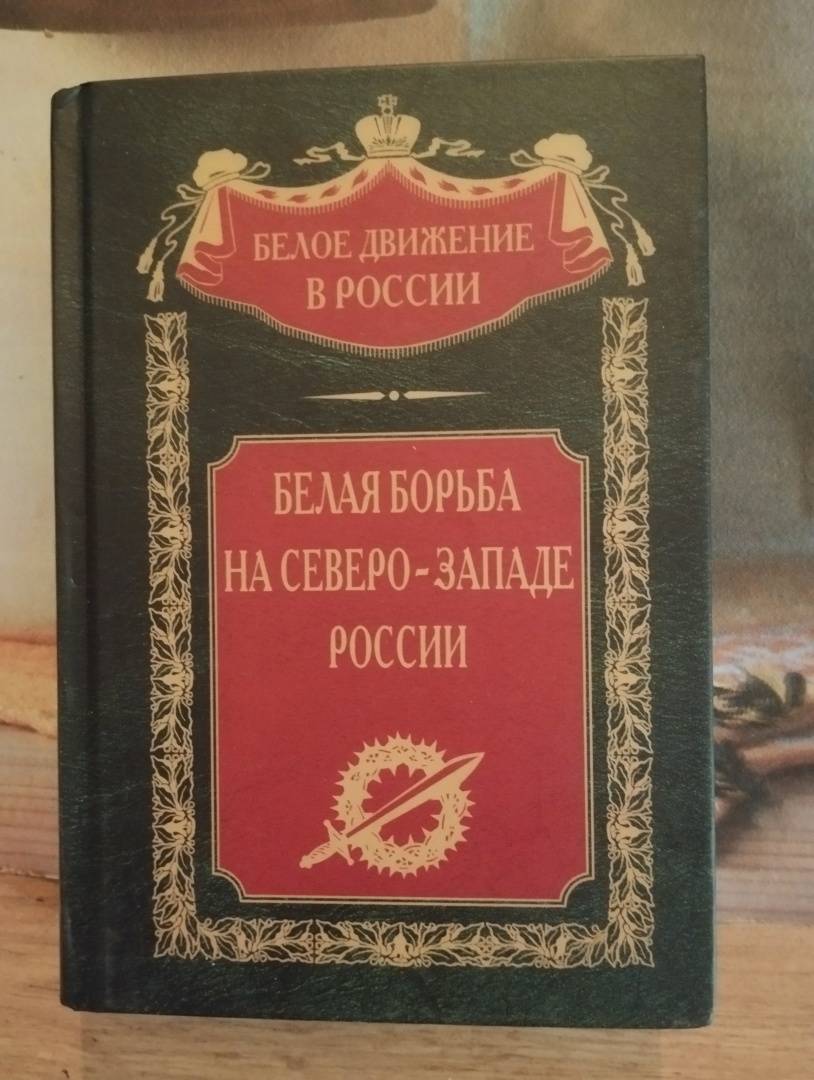 БЕЛОЕ ДВИЖЕНИЕ
В РОССИИ
БЕЛАЯ БОРЬБА
НА СЕВЕРО-ЗАПАДЕ
РОССИИ